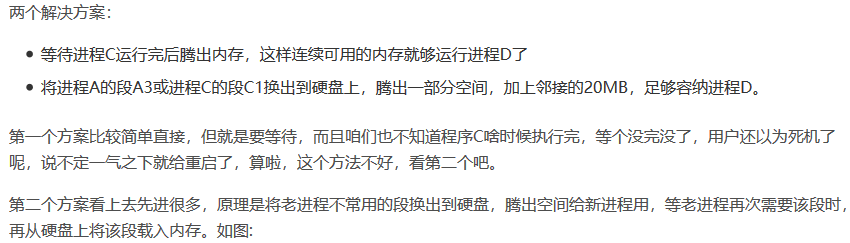 两个解决方案：
等待进程C运行完后腾出内存，这样连续可用的内存就够运行进程D了
将进程A的段A3或进程C的段C1换出到硬盘上，腾出一部分空间，加上邻接的20MB，足够容纳进程D。
第一个方案比较简单直接，但就是要等待，而且咱们也不知道程序C啥时候执行完，等个没完没了，用户还以为死机了
呢，说不定一气之下就给重启了，算啦，这个方法不好，看第二个吧。
第二个方案看上去先进很多，原理是将老进程不常用的段换出到硬盘，腾出空间给新进程用，等老进程再次需要该段时，
再从硬盘上将该段载入内存。如图: